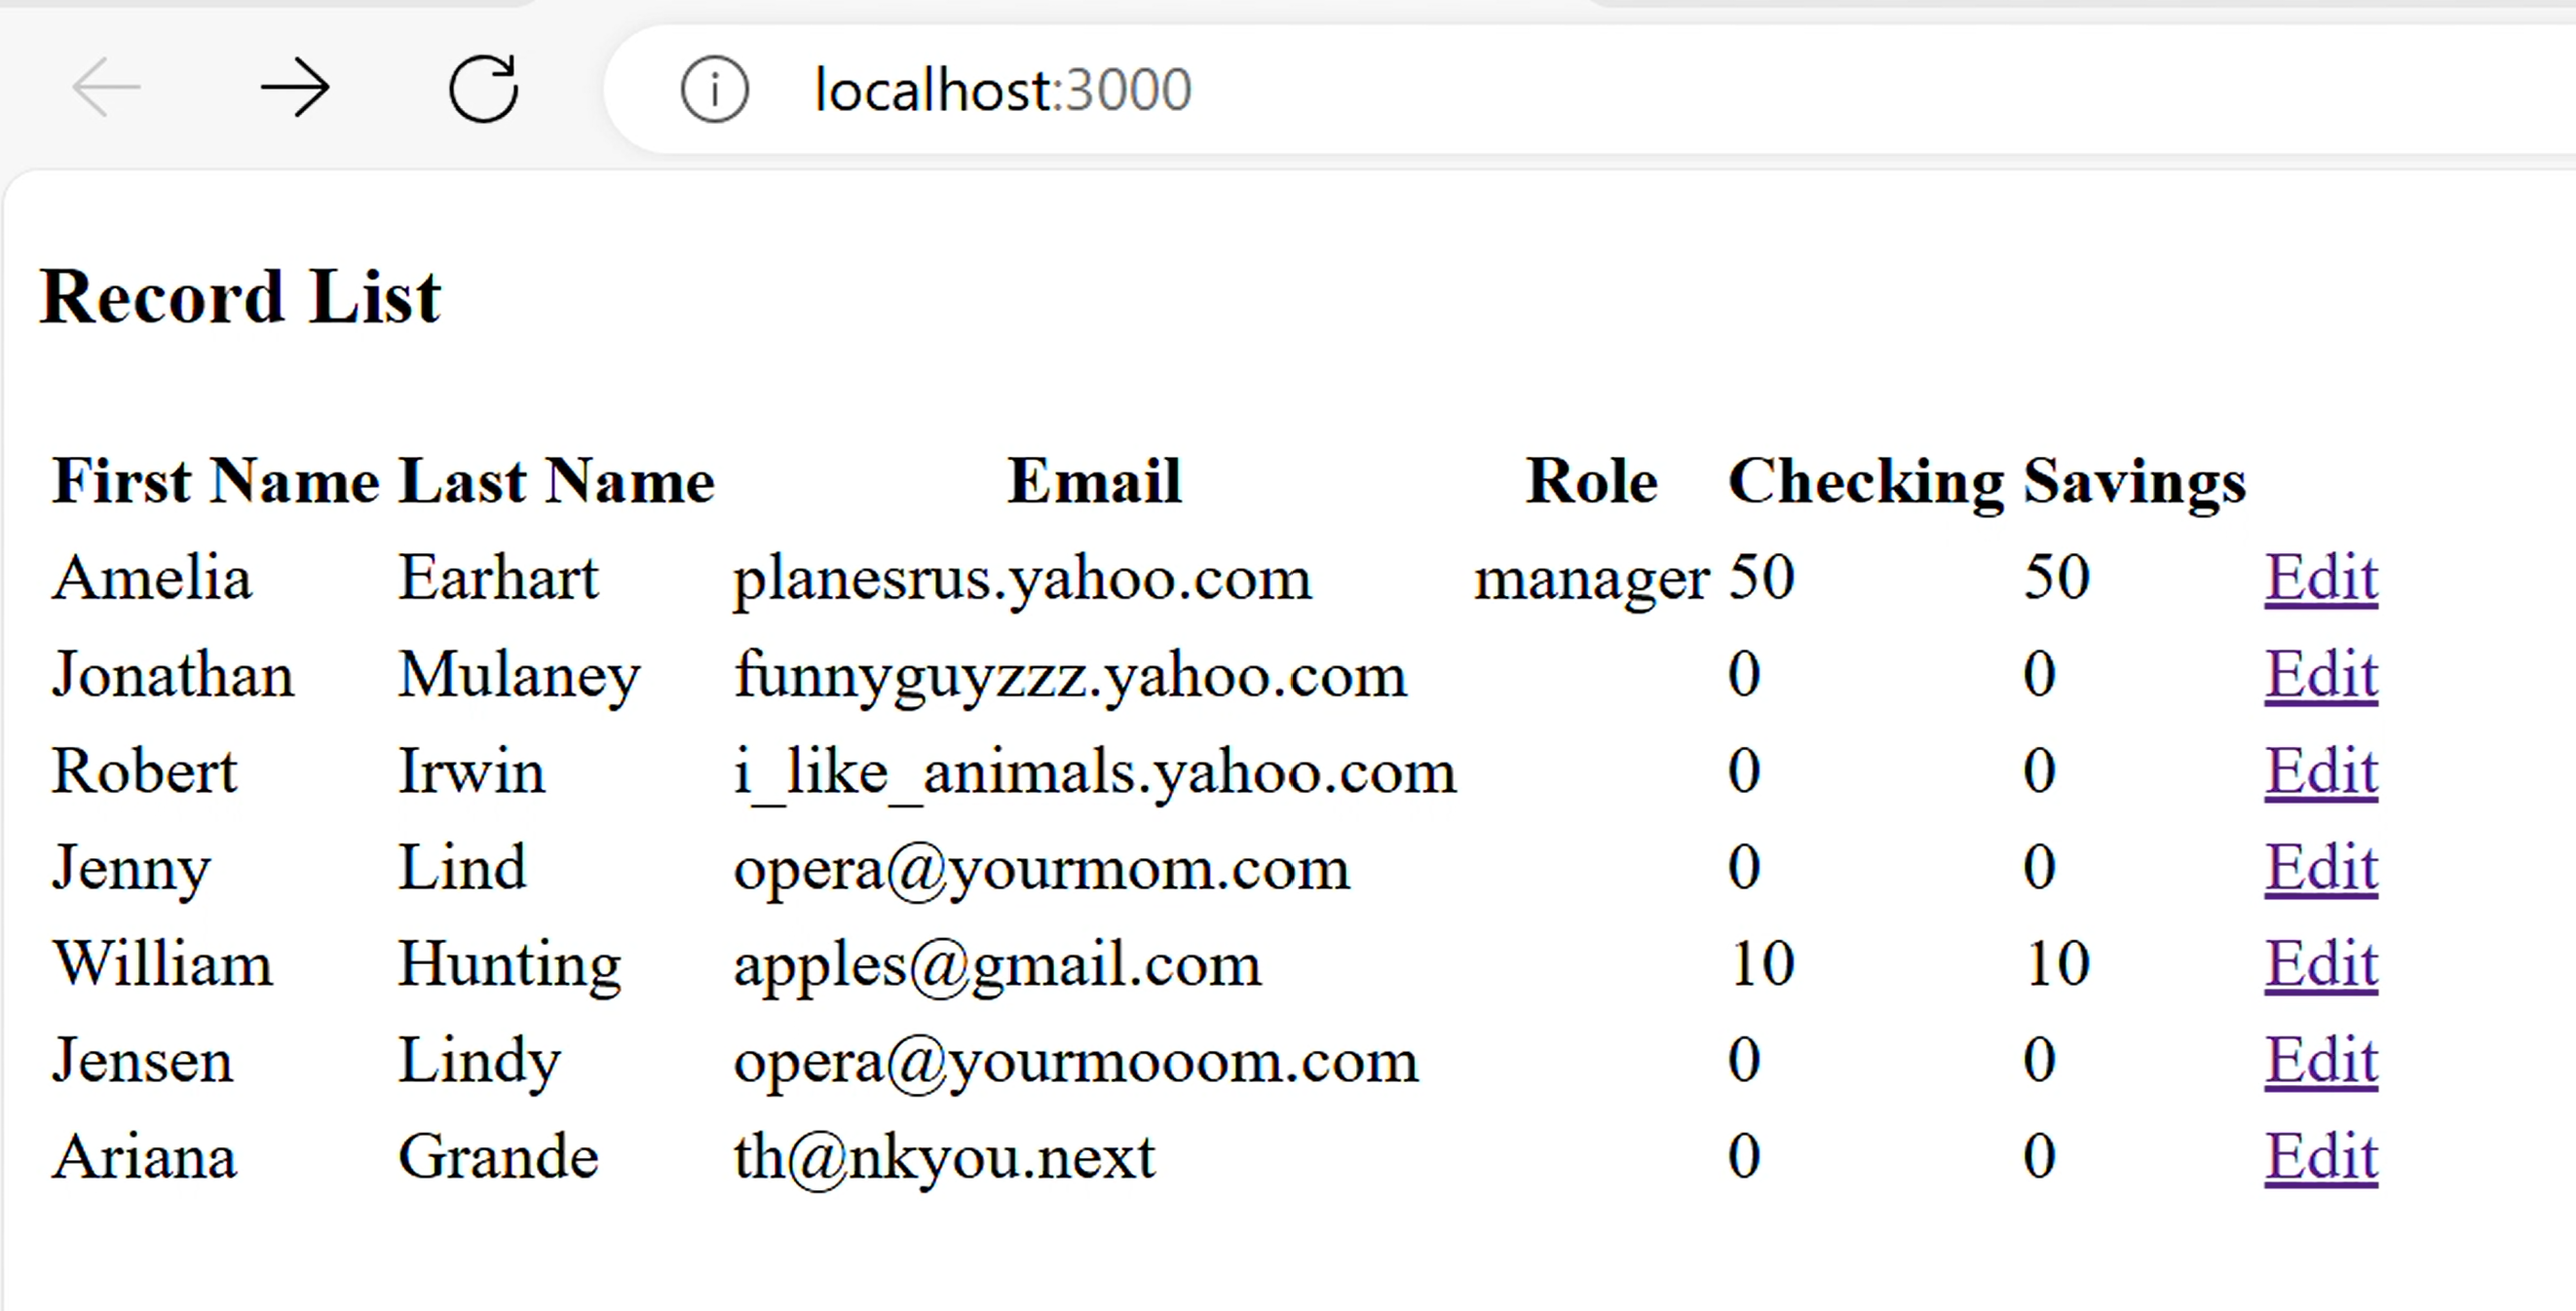 localhost:3000
Record List
First Name Last Name Email Role Checking Savings
Amelia Earhart planesrus.yahoo.com manager 50 50 Edit
Jonathan Mulaney funnyguyzzz.yahoo.com 0 0 Edit
Robert Irwin i_like_animals.yahoo.com 0 0 Edit
Jenny Lind opera@yourmom.com 0 0 Edit
William Hunting apples@gmail.com 10 10 Edit
Jensen Lindy opera@yourmooom.com 0 0 Edit
Ariana Grande th@nkyou.next 0 0 Edit